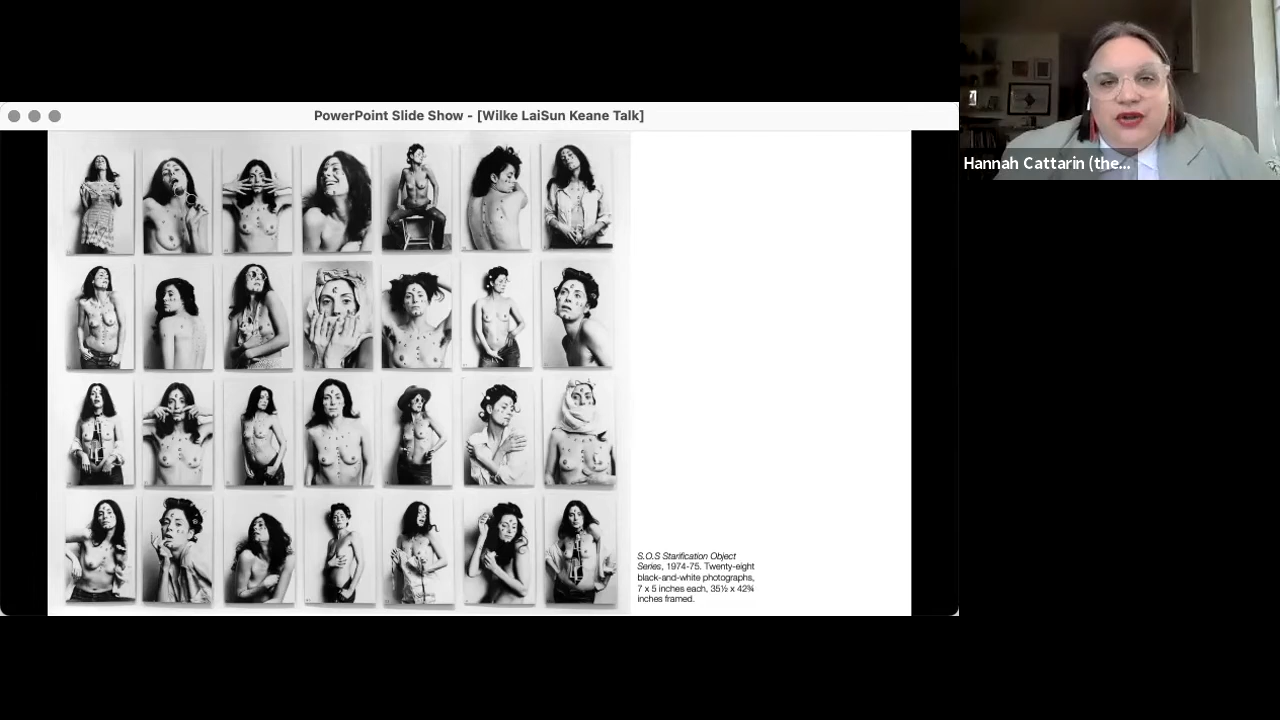 PowerPoint Slide Show - [Wilke LaiSun Keane Talk]
Hannah Cattarin (the...
S.O.S Starification Object
Series, 1974-75. Twenty-eight
black-and-white photographs,
7 x 5 inches each, 35½ x 42¾
inches framed.